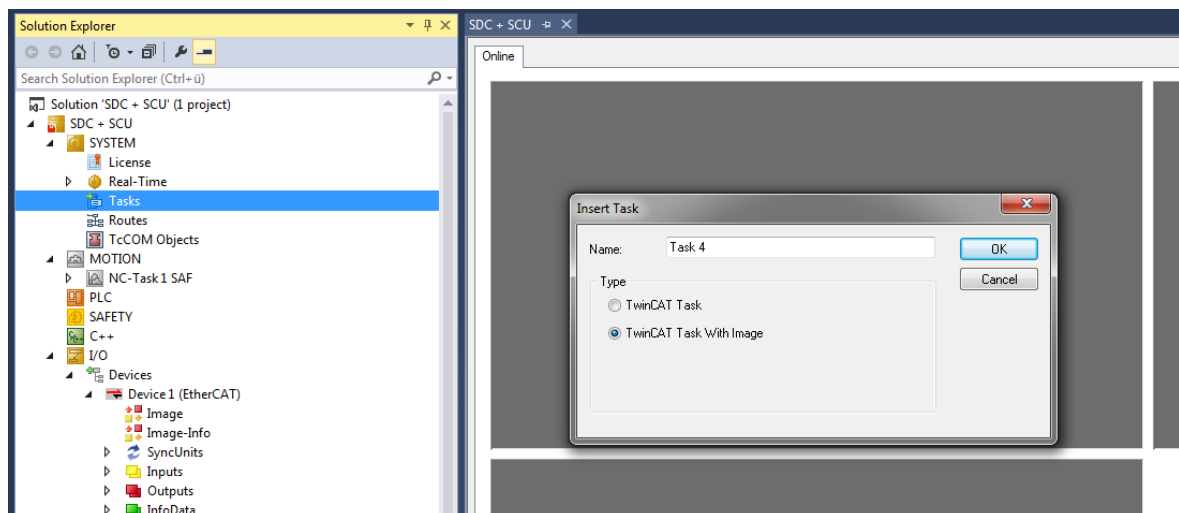 Solution Explorer
Search Solution Explorer (Ctrl+ü)
Solution 'SDC + SCU' (1 project)
SDC + SCU
SYSTEM
License
Real-Time
Tasks
Routes
TcCOM Objects
MOTION
NC-Task 1 SAF
PLC
SAFETY
C++
I/O
Devices
Device 1 (EtherCAT)
Image
Image-Info
SyncUnits
Inputs
Outputs
InfoData
SDC + SCU
Online
Insert Task
Name: Task 4
OK
Cancel
Type
TwinCAT Task
TwinCAT Task With Image